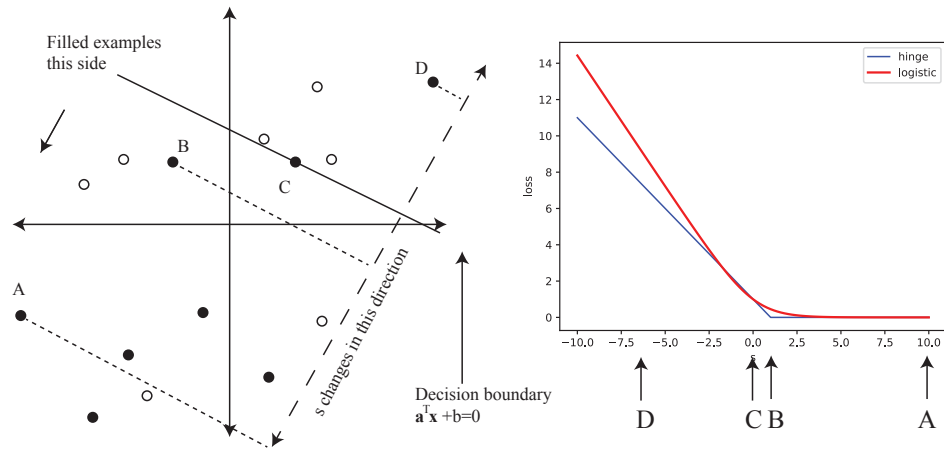 Filled examples
this side
D
B
C
A
s changes in this direction
Decision boundary
a^T x +b=0
hinge
logistic
loss
14
12
10
8
6
4
2
0
−10.0 −7.5 −5.0 −2.5 0.0 2.5 5.0 7.5 10.0
s
D C B A